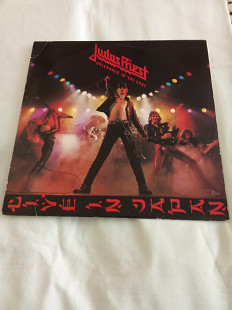 Judas Priest
UNLEASHED IN THE EAST
LIVE IN JAPAN